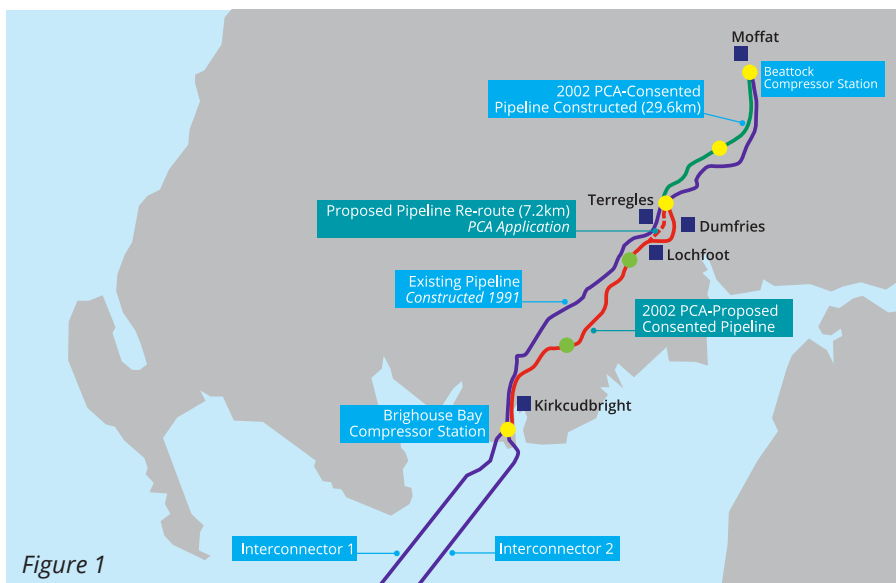 Moffat
Beattock
Compressor Station
2002 PCA-Consented
Pipeline Constructed (29.6km)
Terregles
Proposed Pipeline Re-route (7.2km)
PCA Application
Dumfries
Lochfoot
Existing Pipeline
Constructed 1991
2002 PCA-Proposed
Consented Pipeline
Kirkcudbright
Brighouse Bay
Compressor Station
Interconnector 1
Interconnector 2
Figure 1